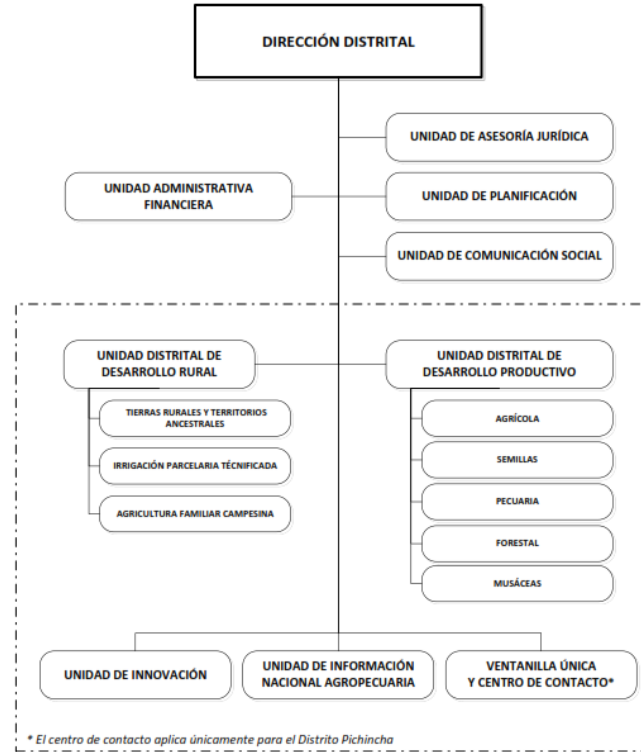 DIRECCIÓN DISTRITAL
UNIDAD DE ASESORÍA JURÍDICA
UNIDAD ADMINISTRATIVA
FINANCIERA
UNIDAD DE PLANIFICACIÓN
UNIDAD DE COMUNICACIÓN SOCIAL
UNIDAD DISTRITAL DE
DESARROLLO RURAL
TIERRAS RURALES Y TERRITORIOS
ANCESTRALES
IRRIGACIÓN PARCELARIA TÉCNIFICADA
AGRICULTURA FAMILIAR CAMPESINA
UNIDAD DISTRITAL DE
DESARROLLO PRODUCTIVO
AGRÍCOLA
SEMILLAS
PECUARIA
FORESTAL
MUSÁCEAS
UNIDAD DE INNOVACIÓN
UNIDAD DE INFORMACIÓN
NACIONAL AGROPECUARIA
VENTANILLA ÚNICA
Y CENTRO DE CONTACTO*
* El centro de contacto aplica únicamente para el Distrito Pichincha